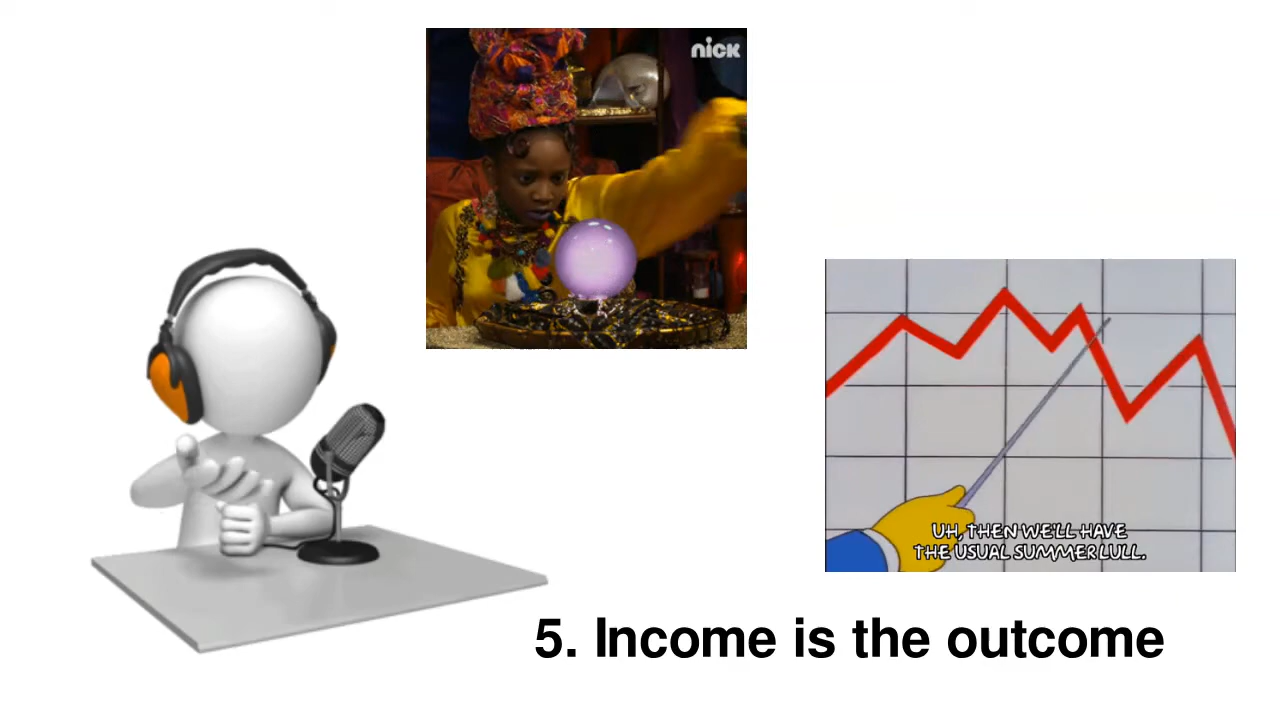 nick
UH, THEN WE'LL HAVE
THE USUAL SUMMER LULL.
5. Income is the outcome